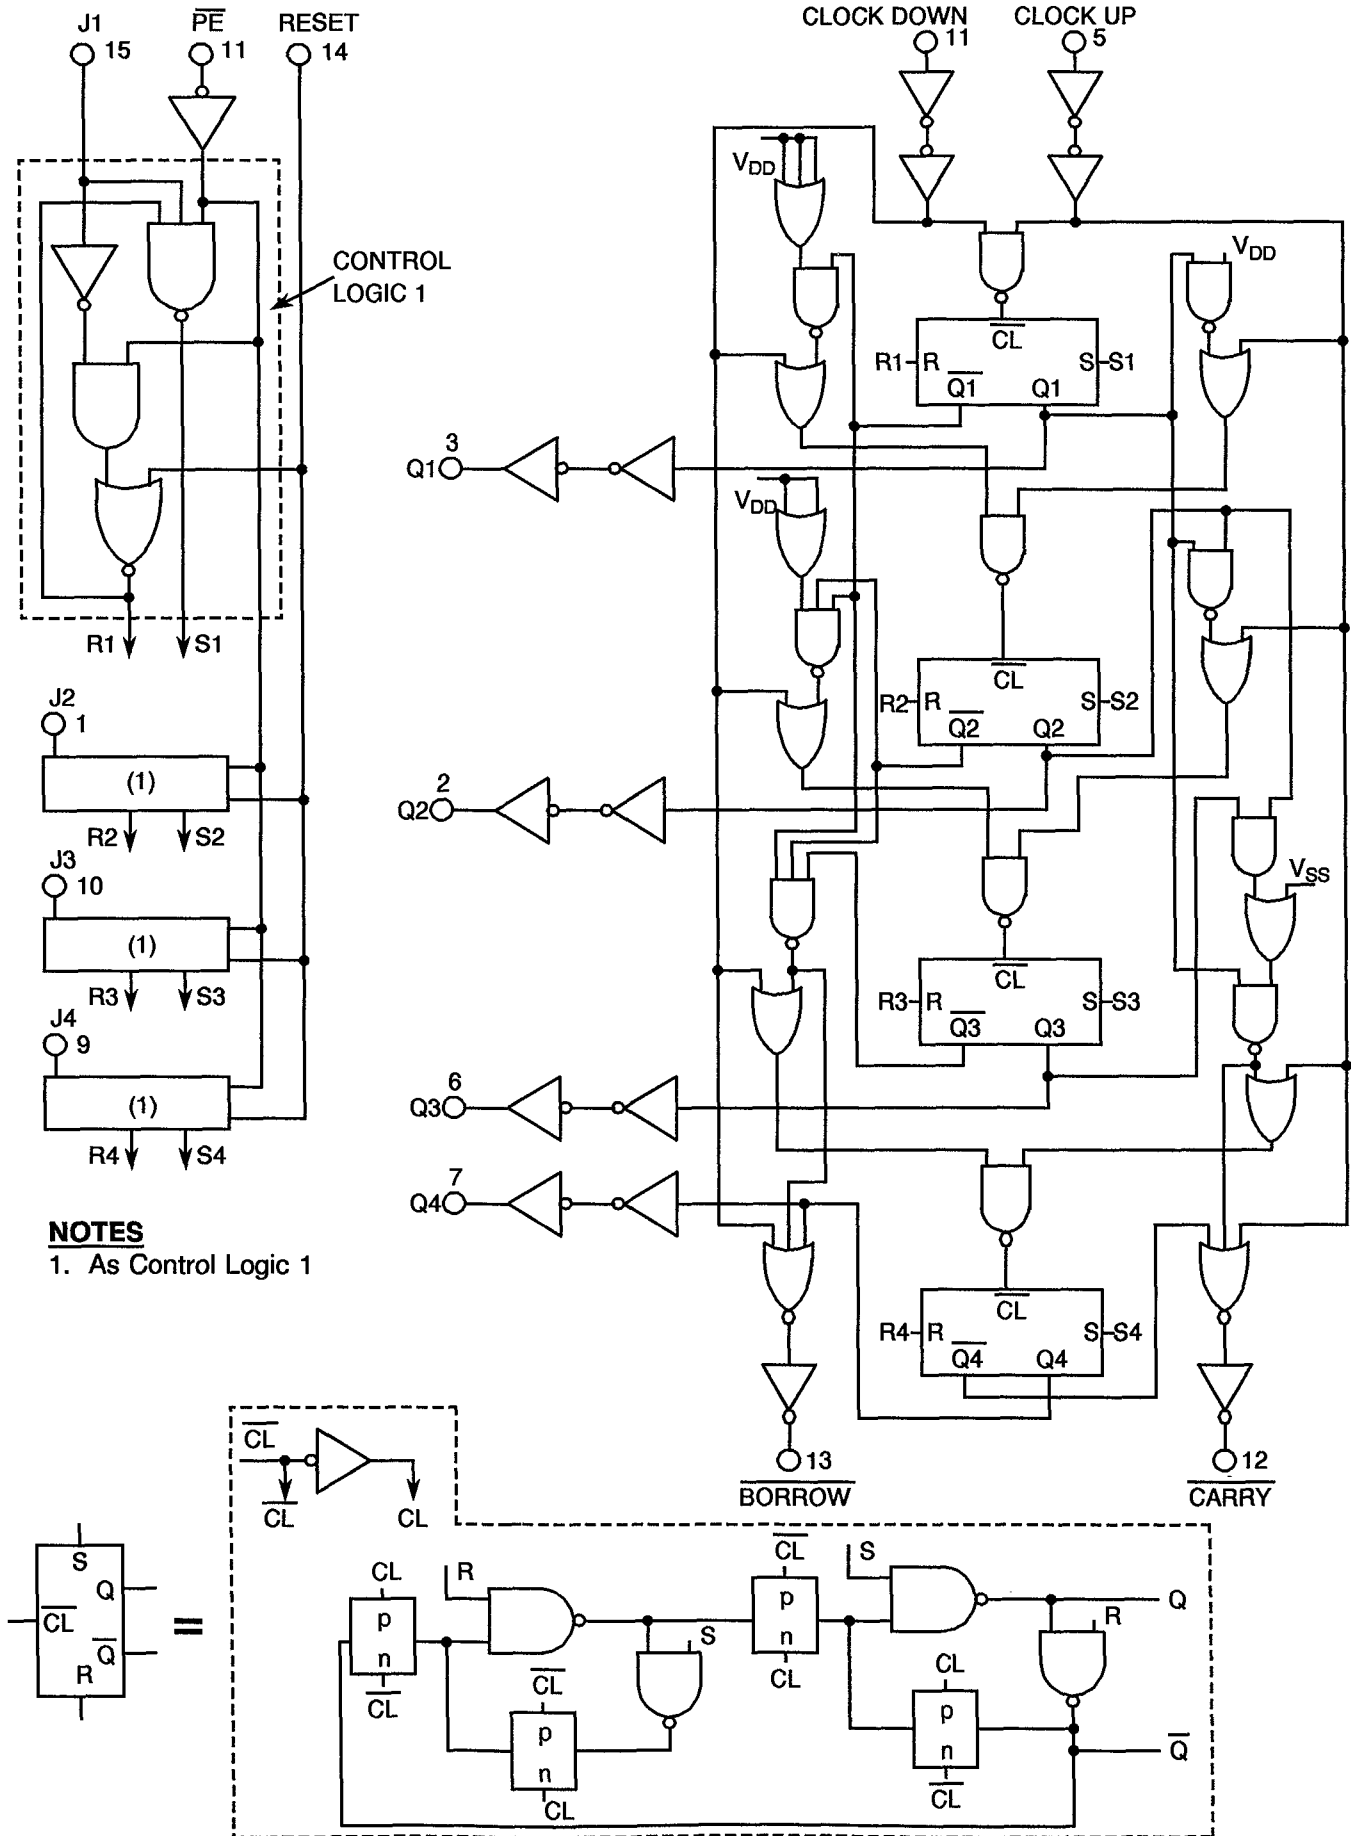 J1
15
PE
11
RESET
14
CLOCK DOWN
11
CLOCK UP
5
CONTROL
LOGIC 1
R1
S1
J2
1
(1)
R2
S2
J3
10
(1)
R3
S3
J4
9
(1)
R4
S4
NOTES
1. As Control Logic 1
VDD
VDD
CL
R1 R
S S1
Q1
Q1
3
Q1
VDD
CL
R2 R
S S2
Q2
Q2
2
Q2
VSS
CL
R3 R
S S3
Q3
Q3
6
Q3
7
Q4
CL
R4 R
S S4
Q4
Q4
13
BORROW
12
CARRY
CL
CL
CL
S
Q
CL
Q
R
=
CL
p
n
CL
R
S
CL
p
n
CL
CL
p
n
CL
S
Q
R
CL
p
n
CL
Q